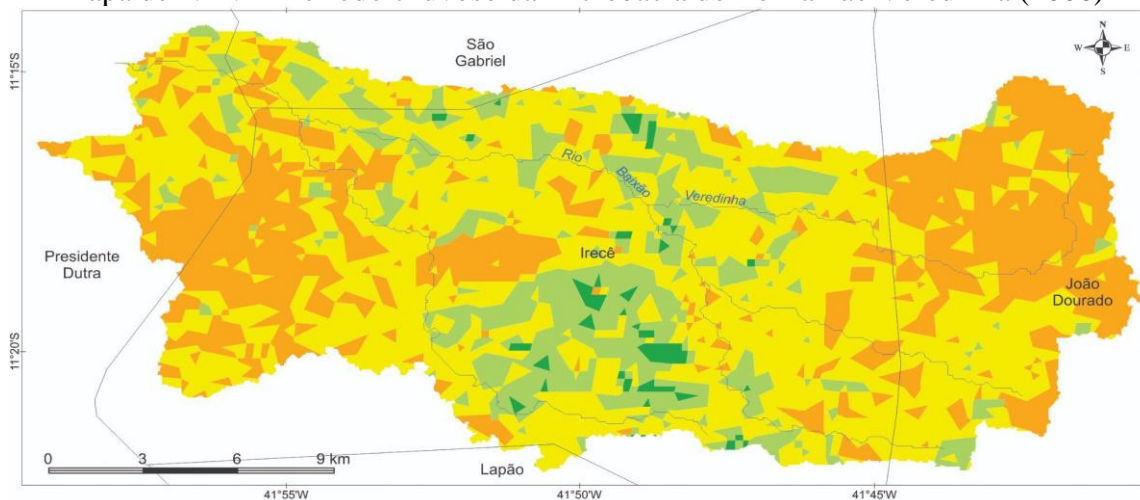 São
Gabriel
N
W E
S
11°15'S
Rio
Baixão
Veredinha
Presidente
Dutra
Irecê
João
Dourado
11°20'S
0 3 6 9 km
Lapão
41°55'W 41°50'W 41°45'W